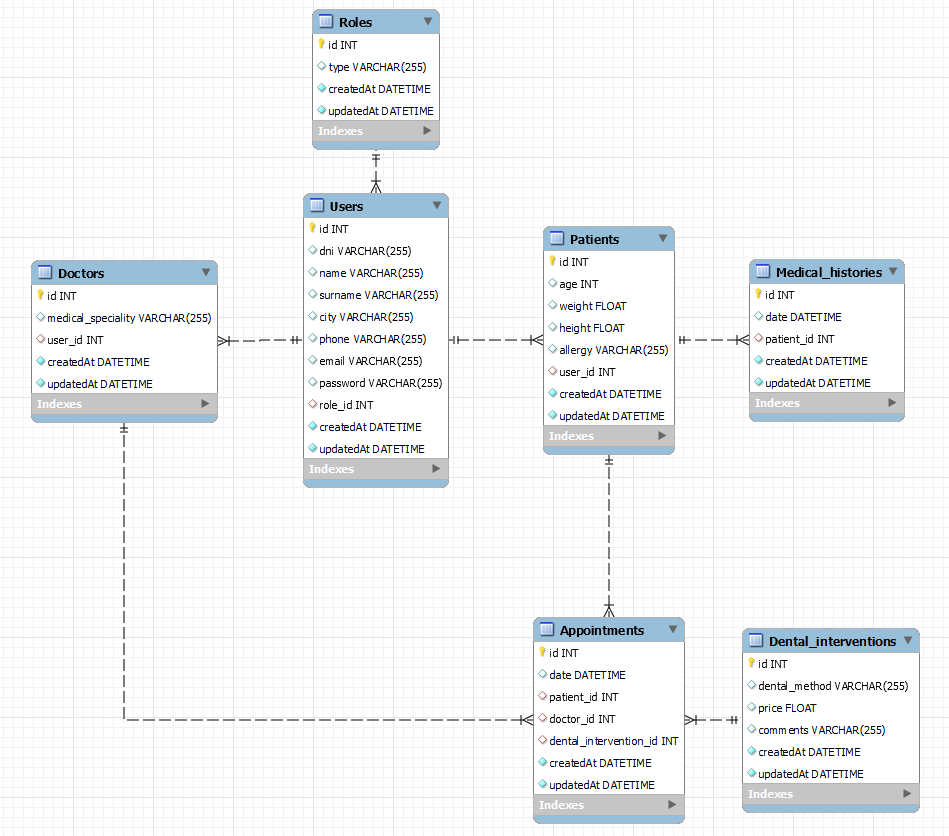 Roles
id INT
type VARCHAR(255)
createdAt DATETIME
updatedAt DATETIME
Indexes
Users
id INT
dni VARCHAR(255)
name VARCHAR(255)
surname VARCHAR(255)
city VARCHAR(255)
phone VARCHAR(255)
email VARCHAR(255)
password VARCHAR(255)
role_id INT
createdAt DATETIME
updatedAt DATETIME
Indexes
Doctors
id INT
medical_speciality VARCHAR(255)
user_id INT
createdAt DATETIME
updatedAt DATETIME
Indexes
Patients
id INT
age INT
weight FLOAT
height FLOAT
allergy VARCHAR(255)
user_id INT
createdAt DATETIME
updatedAt DATETIME
Indexes
Medical_histories
id INT
date DATETIME
patient_id INT
createdAt DATETIME
updatedAt DATETIME
Indexes
Appointments
id INT
date DATETIME
patient_id INT
doctor_id INT
dental_intervention_id INT
createdAt DATETIME
updatedAt DATETIME
Indexes
Dental_interventions
id INT
dental_method VARCHAR(255)
price FLOAT
comments VARCHAR(255)
createdAt DATETIME
updatedAt DATETIME
Indexes